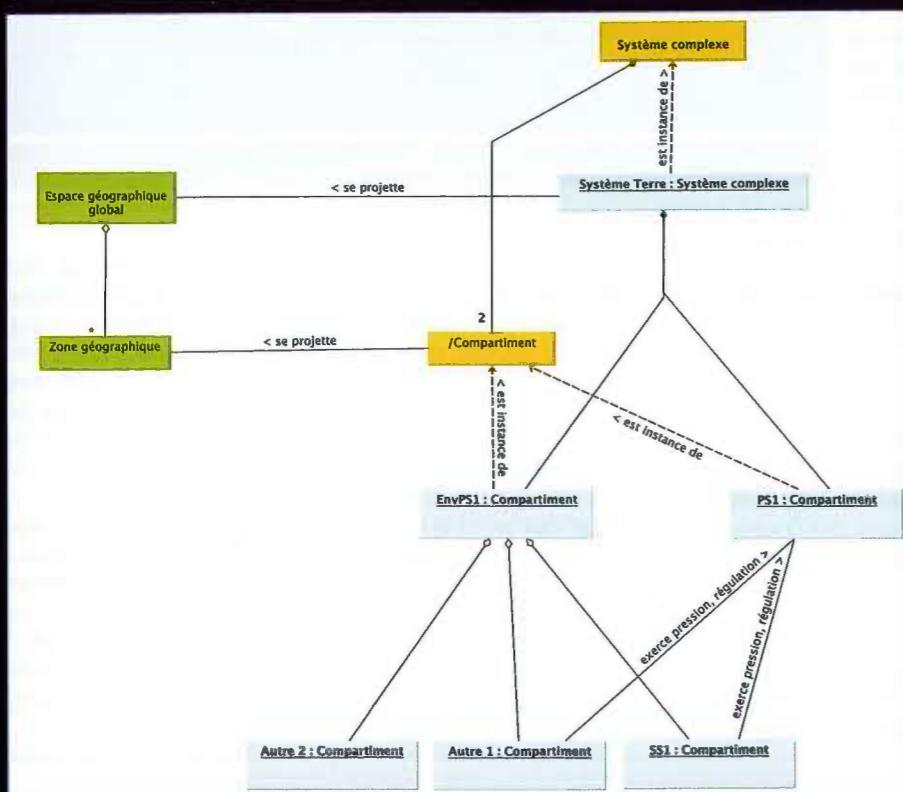 Système complexe
est instance de >
Espace géographique
global
< se projette
Système Terre : Système complexe
2
*
Zone géographique
< se projette
/Compartiment
< est instance de
< est instance de
EnvPS1 : Compartiment
PS1 : Compartiment
exerce pression, régulation >
exerce pression, régulation >
Autre 2 : Compartiment
Autre 1 : Compartiment
SS1 : Compartiment